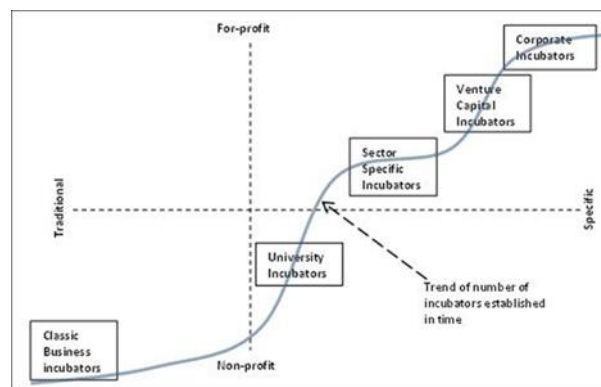 For-profit
Corporate
Incubators
Venture
Capital
Incubators
Sector
Specific
Incubators
Traditional
Specific
University
Incubators
Trend of number of
incubators established
in time
Classic
Business
incubators
Non-profit